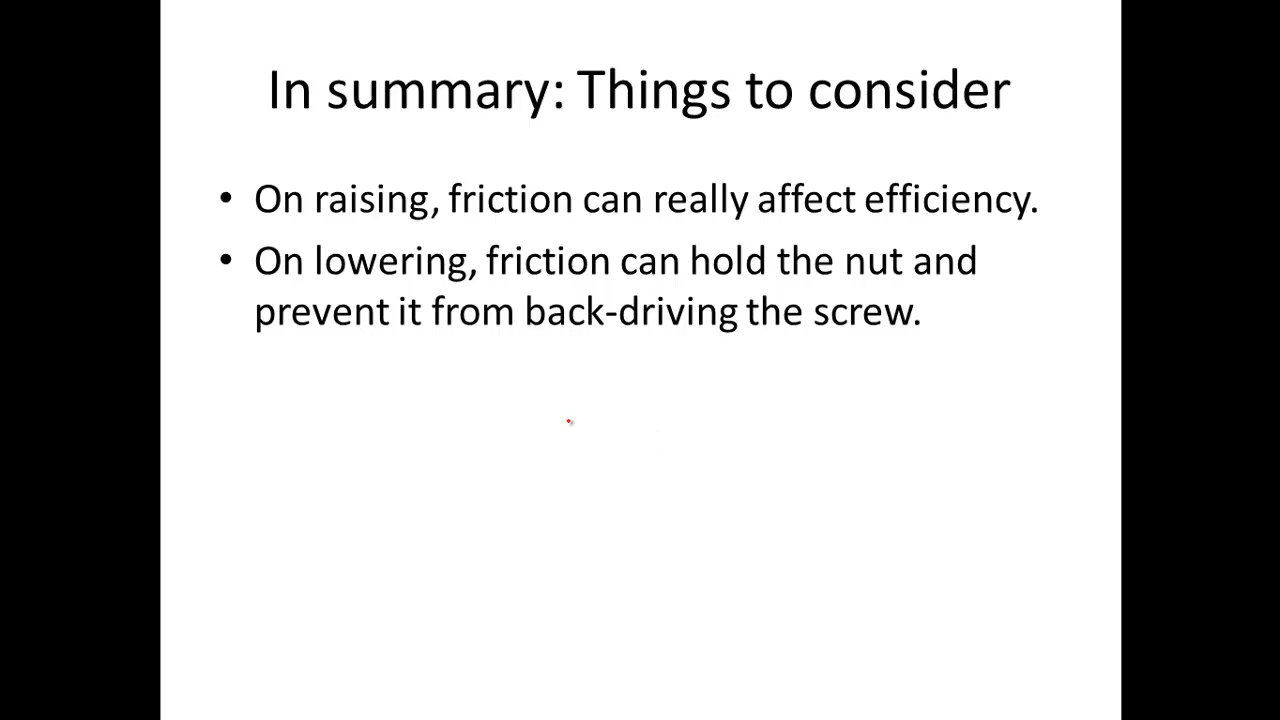 In summary: Things to consider
• On raising, friction can really affect efficiency.
• On lowering, friction can hold the nut and
prevent it from back-driving the screw.